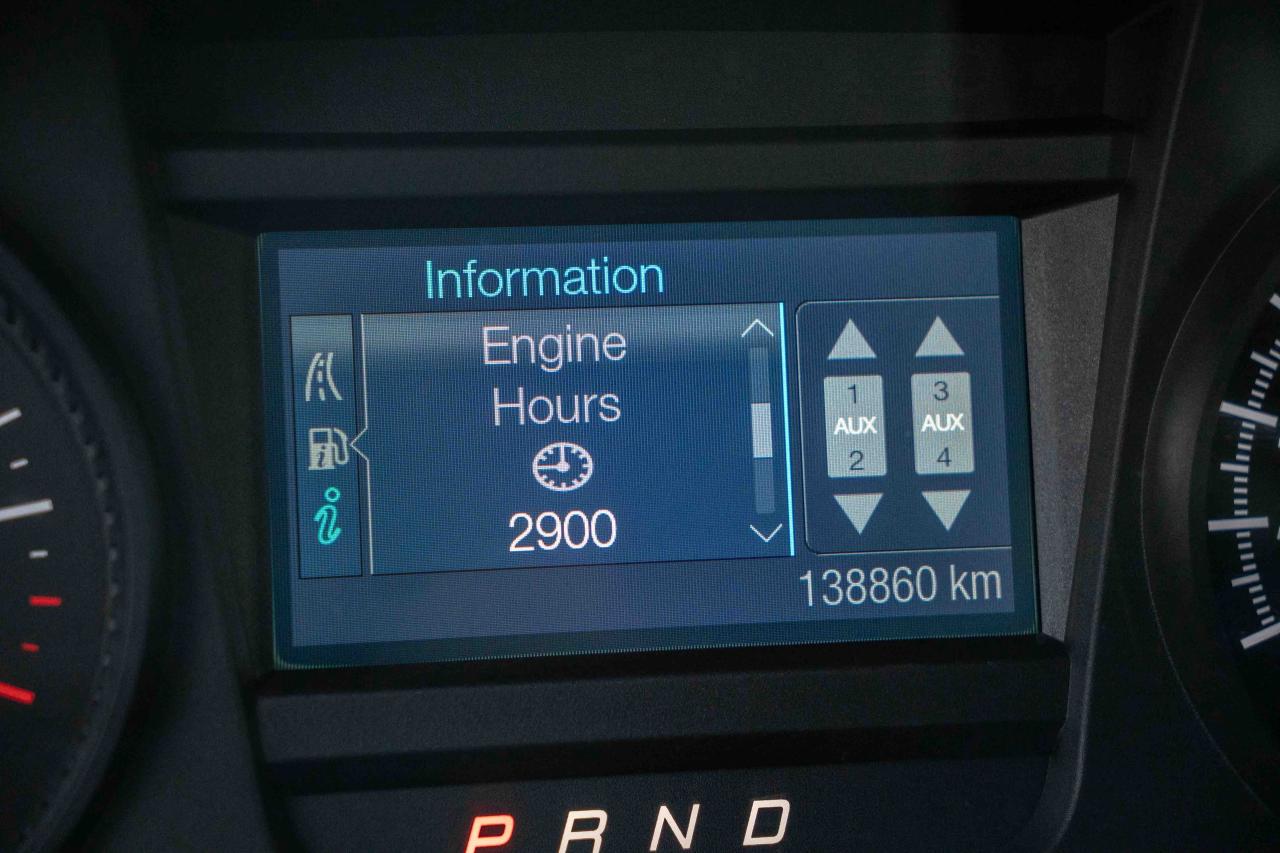 Information
Engine
Hours
2900
1
AUX
2
3
AUX
4
138860 km
P R N D